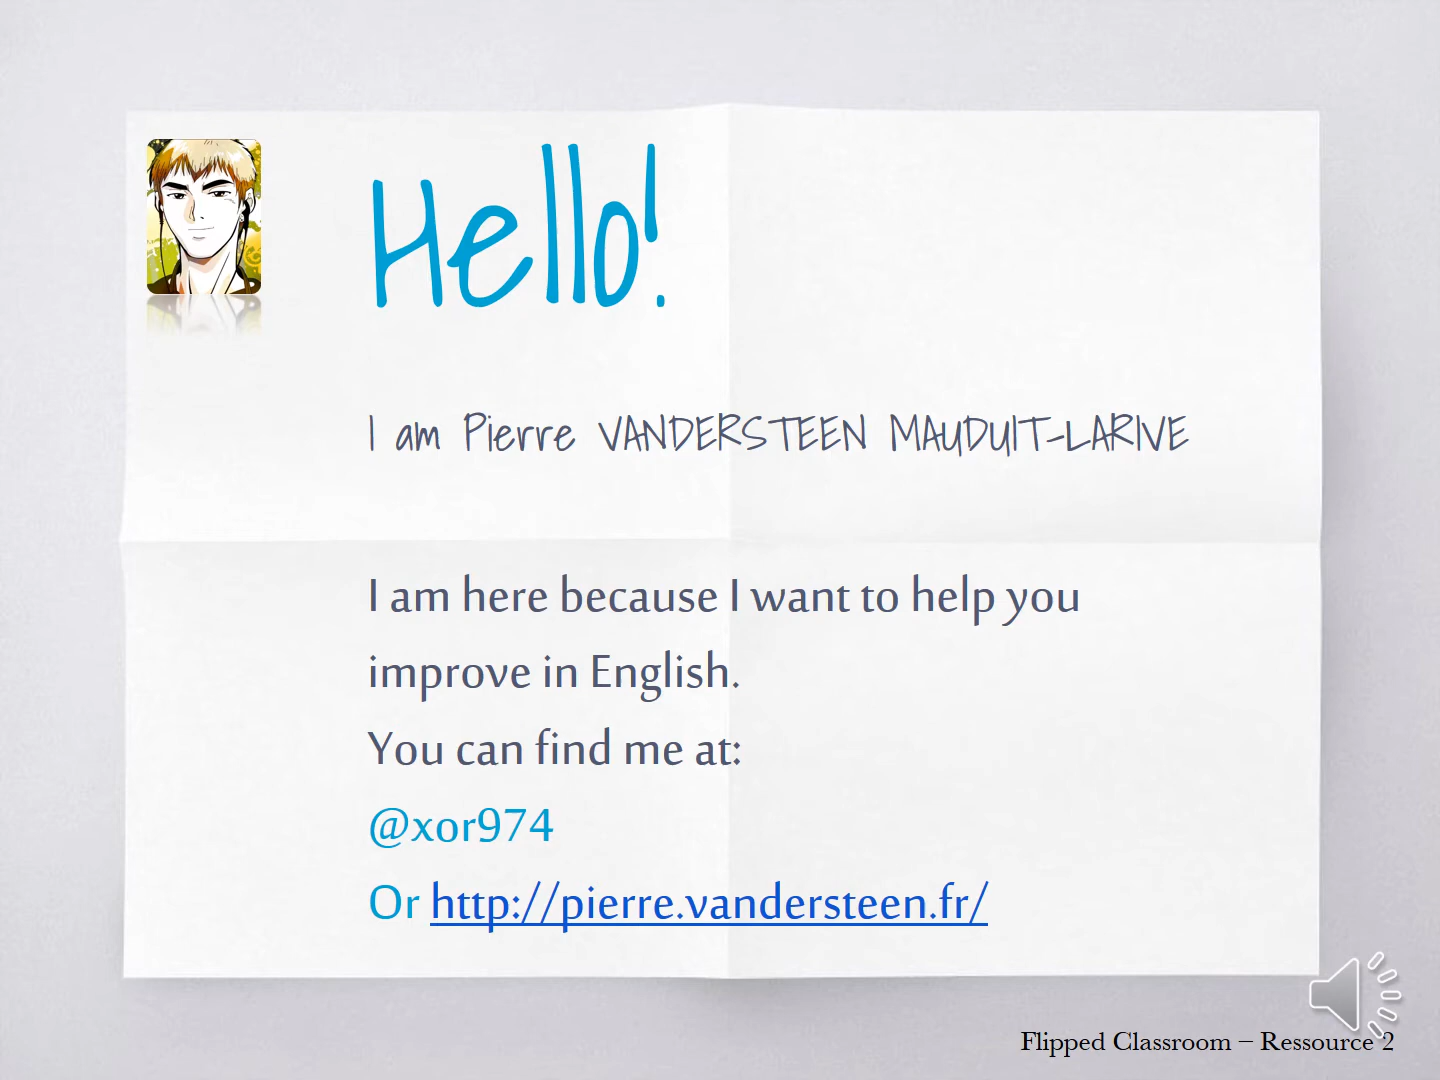 Hello!
I am Pierre VANDERSTEEN MAUDUIT-LARIVE
I am here because I want to help you
improve in English.
You can find me at:
@xor974
Or http://pierre.vandersteen.fr/
Flipped Classroom – Ressource 2